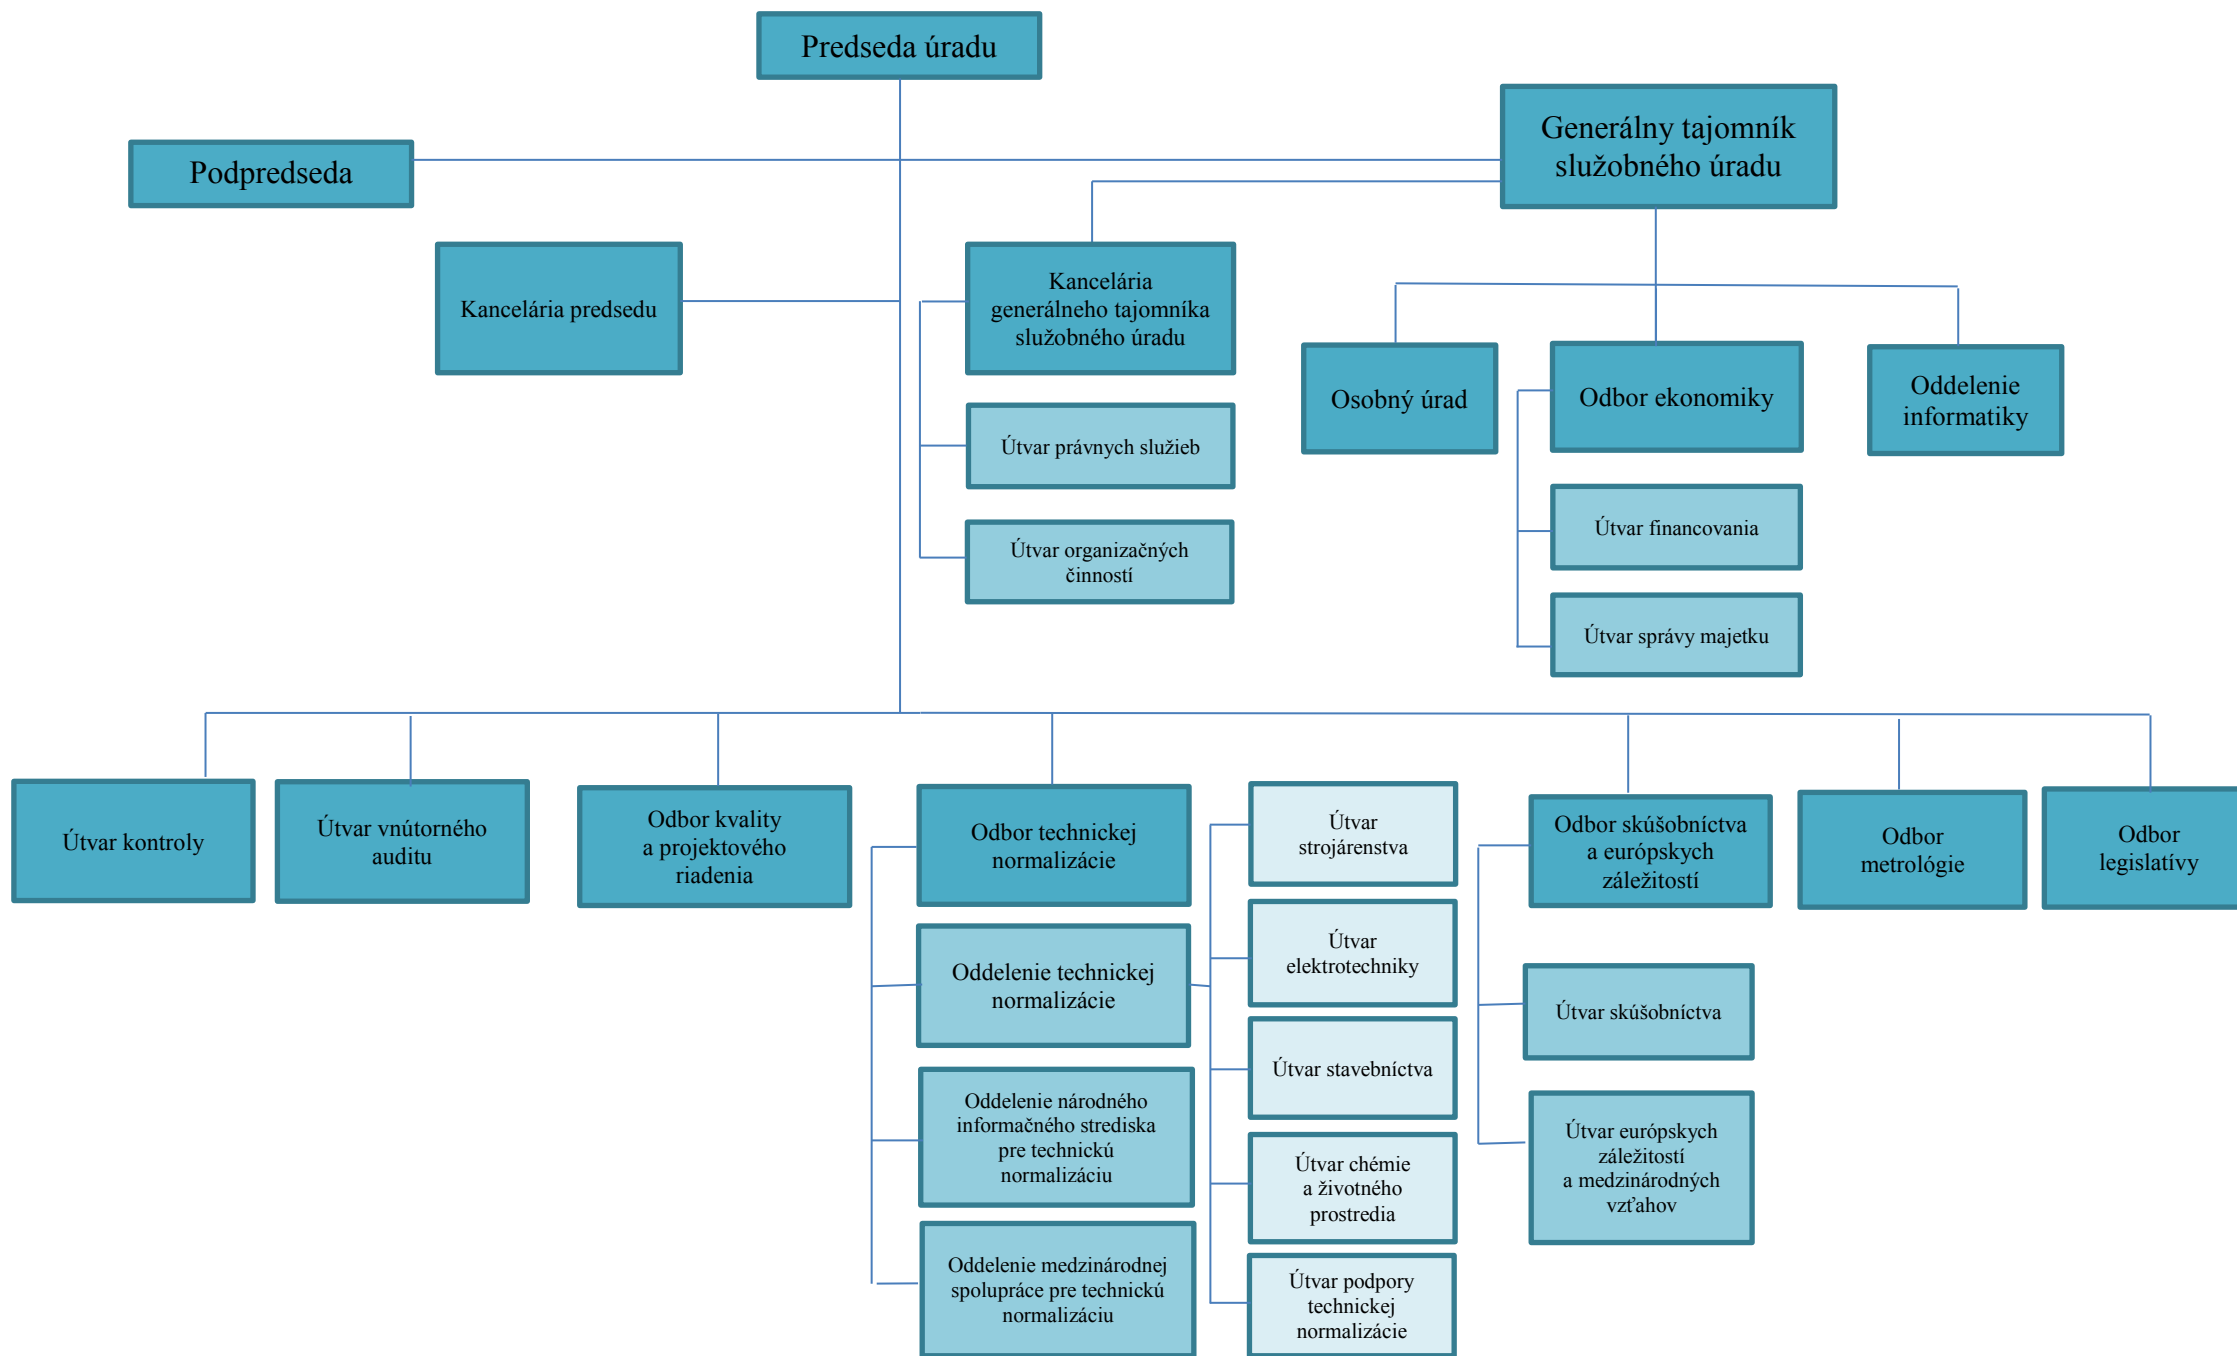 Predseda úradu
Generálny tajomník
služobného úradu
Podpredseda
Kancelária predsedu
Kancelária
generálneho tajomníka
služobného úradu
Osobný úrad
Odbor ekonomiky
Oddelenie
informatiky
Útvar právnych služieb
Útvar organizačných
činností
Útvar financovania
Útvar správy majetku
Útvar kontroly
Útvar vnútorného
auditu
Odbor kvality
a projektového
riadenia
Odbor technickej
normalizácie
Oddelenie technickej
normalizácie
Oddelenie národného
informačného strediska
pre technickú
normalizáciu
Oddelenie medzinárodnej
spolupráce pre technickú
normalizáciu
Útvar
strojárenstva
Útvar
elektrotechniky
Útvar stavebníctva
Útvar chémie
a životného
prostredia
Útvar podpory
technickej
normalizácie
Odbor skúšobníctva
a európskych
záležitostí
Útvar skúšobníctva
Útvar európskych
záležitostí
a medzinárodných
vzťahov
Odbor
metrológie
Odbor
legislatívy